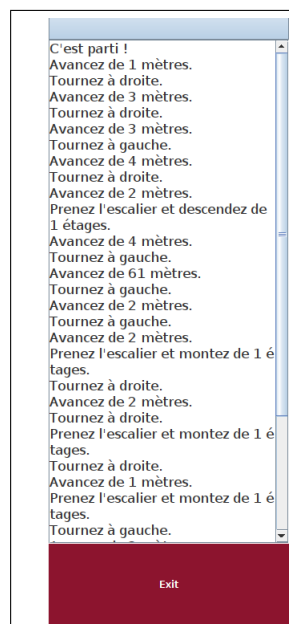 C'est parti !
Avancez de 1 mètres.
Tournez à droite.
Avancez de 3 mètres.
Tournez à droite.
Avancez de 3 mètres.
Tournez à gauche.
Avancez de 4 mètres.
Tournez à droite.
Avancez de 2 mètres.
Prenez l'escalier et descendez de
1 étages.
Avancez de 4 mètres.
Tournez à gauche.
Avancez de 61 mètres.
Tournez à gauche.
Avancez de 2 mètres.
Tournez à gauche.
Avancez de 2 mètres.
Prenez l'escalier et montez de 1 é
tages.
Tournez à droite.
Avancez de 2 mètres.
Tournez à droite.
Prenez l'escalier et montez de 1 é
tages.
Tournez à droite.
Avancez de 1 mètres.
Prenez l'escalier et montez de 1 é
tages.
Tournez à gauche.
Exit